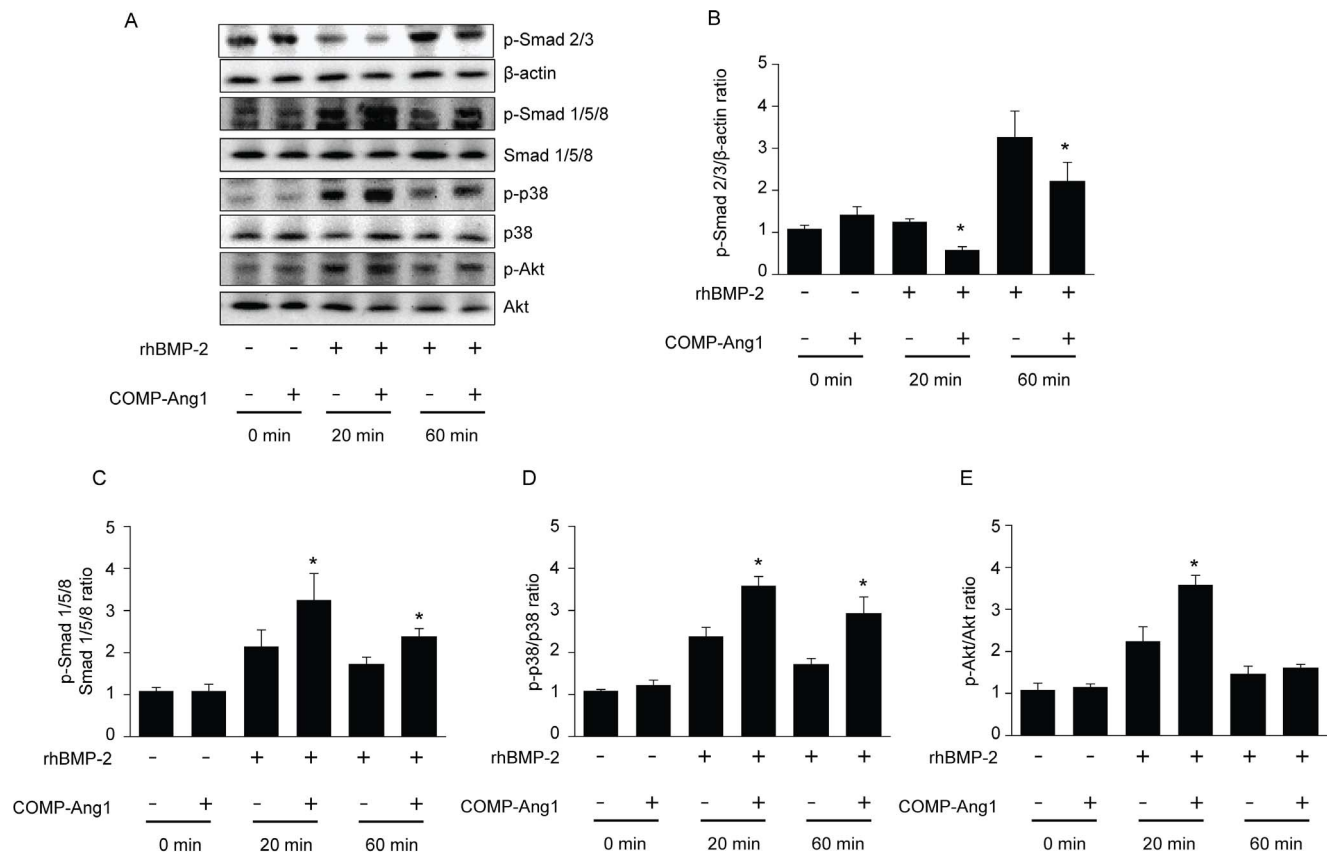 A
p-Smad 2/3
β-actin
p-Smad 1/5/8
Smad 1/5/8
p-p38
p38
p-Akt
Akt
rhBMP-2 - - + + + +
COMP-Ang1 - + - + - +
0 min 20 min 60 min
B
p-Smad 2/3/β-actin ratio
5
4
3
2
1
0
* *
rhBMP-2 - - + + + +
COMP-Ang1 - + - + - +
0 min 20 min 60 min
C
p-Smad 1/5/8
Smad 1/5/8 ratio
5
4
3
2
1
0
* *
rhBMP-2 - - + + + +
COMP-Ang1 - + - + - +
0 min 20 min 60 min
D
p-p38/p38 ratio
5
4
3
2
1
0
* *
rhBMP-2 - - + + + +
COMP-Ang1 - + - + - +
0 min 20 min 60 min
E
p-Akt/Akt ratio
5
4
3
2
1
0
*
rhBMP-2 - - + + + +
COMP-Ang1 - + - + - +
0 min 20 min 60 min